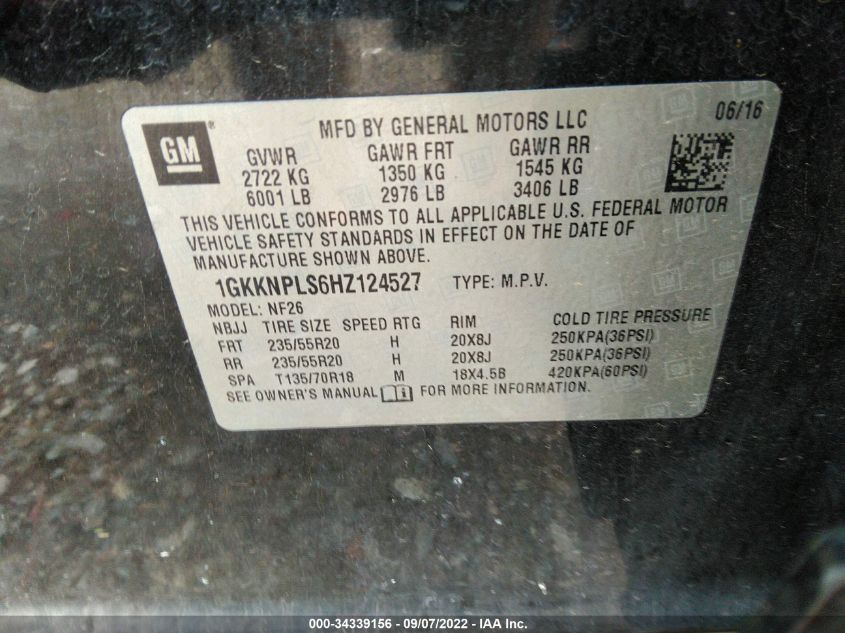 GM®
MFD BY GENERAL MOTORS LLC
06/16
GVWR GAWR FRT GAWR RR
2722 KG 1350 KG 1545 KG
6001 LB 2976 LB 3406 LB
THIS VEHICLE CONFORMS TO ALL APPLICABLE U.S. FEDERAL MOTOR
VEHICLE SAFETY STANDARDS IN EFFECT ON THE DATE OF
MANUFACTURE SHOWN ABOVE.
1GKKNPLS6HZ124527 TYPE: M.P.V.
MODEL: NF26
NBJJ TIRE SIZE SPEED RTG RIM COLD TIRE PRESSURE
FRT 235/55R20 H 20X8J 250KPA(36PSI)
RR 235/55R20 H 20X8J 250KPA(36PSI)
SPA T135/70R18 M 18X4.5B 420KPA(60PSI)
SEE OWNER'S MANUAL FOR MORE INFORMATION.
000-34339156 - 09/07/2022 - IAA Inc.